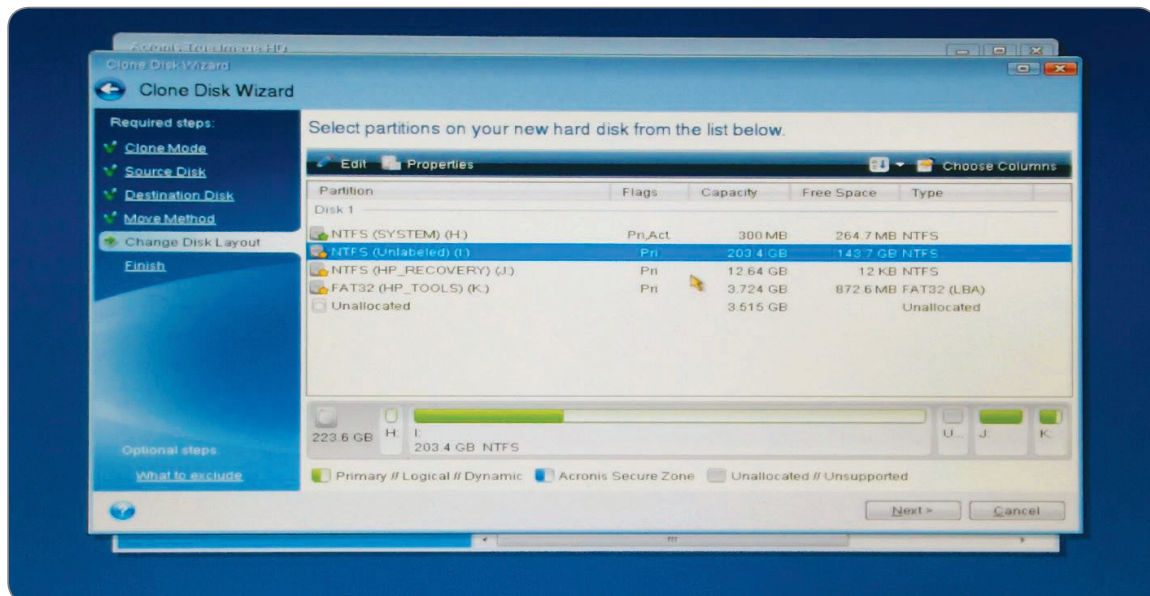 Acronis True Image HD
Clone Disk Wizard
Clone Disk Wizard
Required steps:
Clone Mode
Source Disk
Destination Disk
Move Method
Change Disk Layout
Finish
Optional steps:
What to exclude
Select partitions on your new hard disk from the list below.
Edit Properties Choose Columns
Partition Flags Capacity Free Space Type
Disk 1
NTFS (SYSTEM) (H:) Pri,Act 300 MB 264.7 MB NTFS
NTFS (Unlabeled) (I:) Pri 203.4 GB 143.7 GB NTFS
NTFS (HP_RECOVERY) (J:) Pri 12.64 GB 12 KB NTFS
FAT32 (HP_TOOLS) (K:) Pri 3.724 GB 872.6 MB FAT32 (LBA)
Unallocated 3.515 GB Unallocated
223.6 GB H: I: U... J: K:
203.4 GB NTFS
Primary // Logical // Dynamic Acronis Secure Zone Unallocated // Unsupported
Next > Cancel